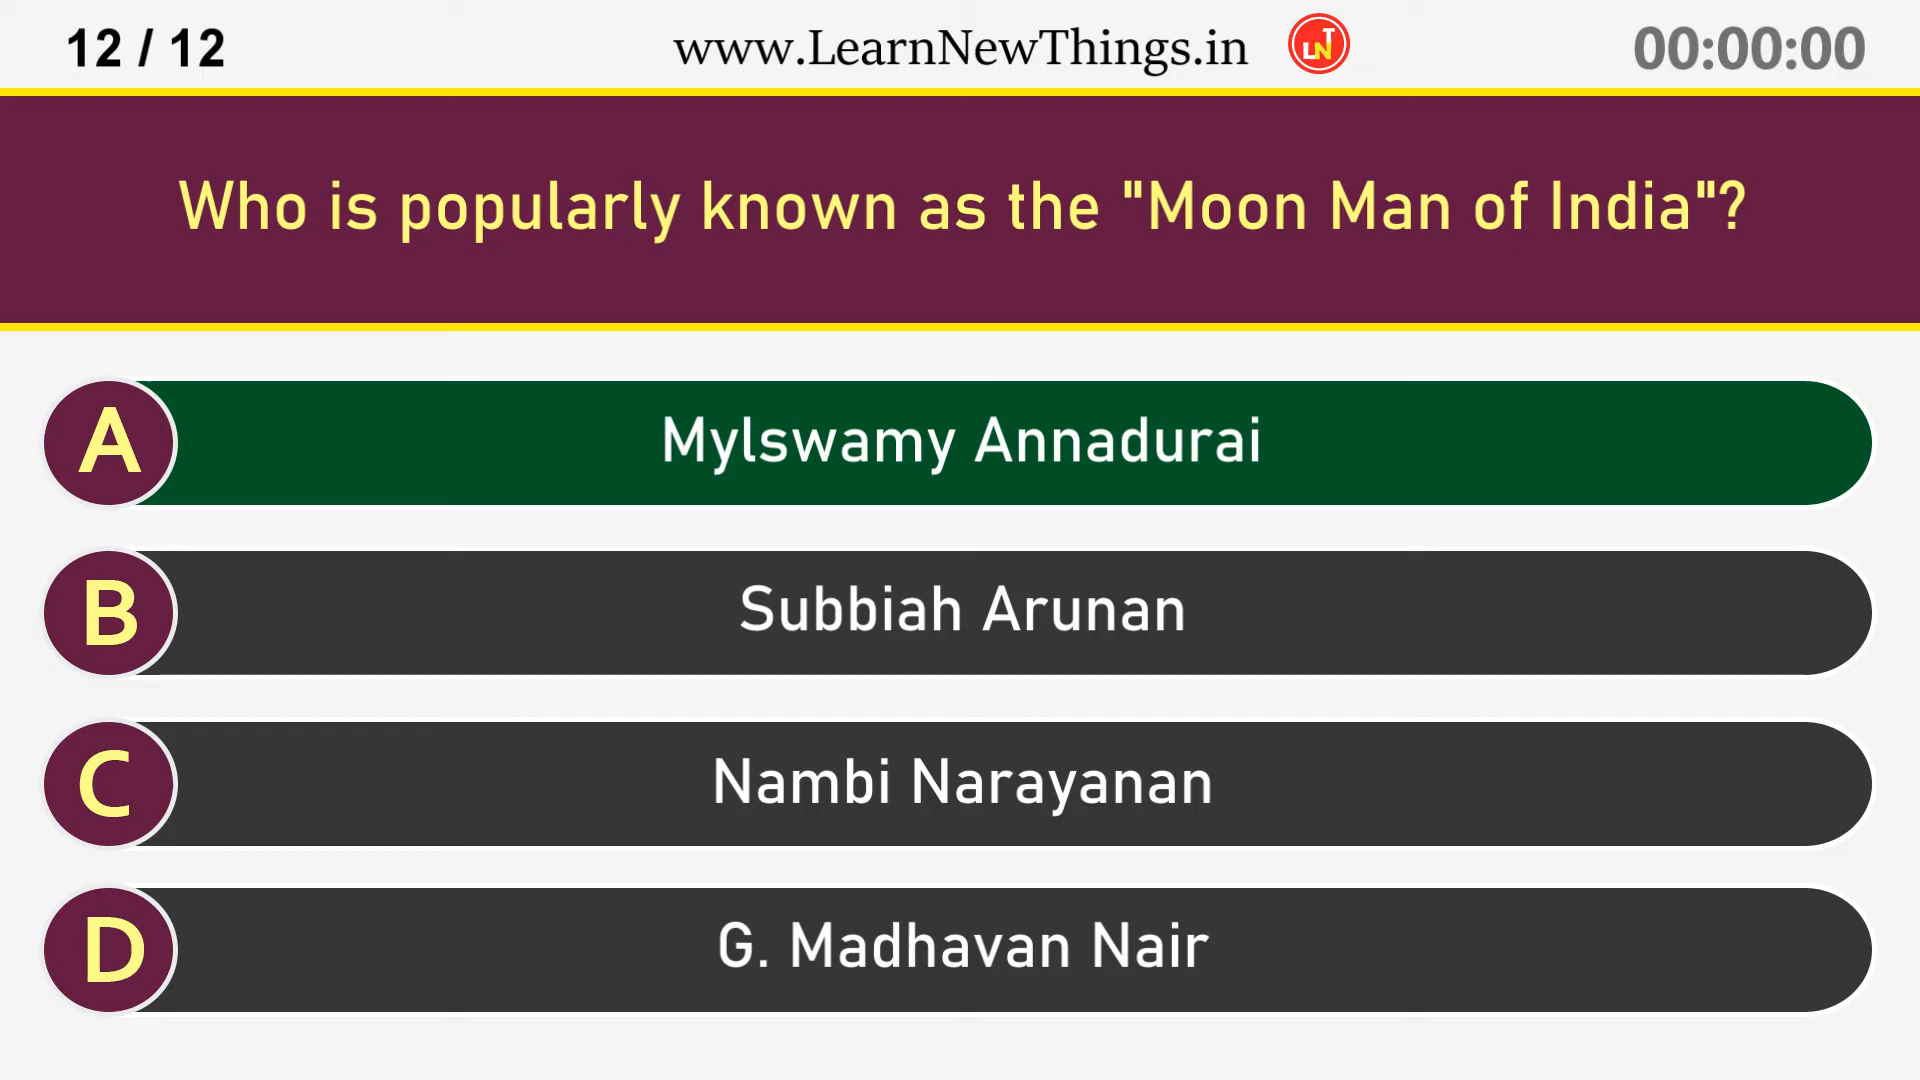 12 / 12
www.LearnNewThings.in
LNT
00:00:00
Who is popularly known as the "Moon Man of India"?
A
Mylswamy Annadurai
B
Subbiah Arunan
C
Nambi Narayanan
D
G. Madhavan Nair